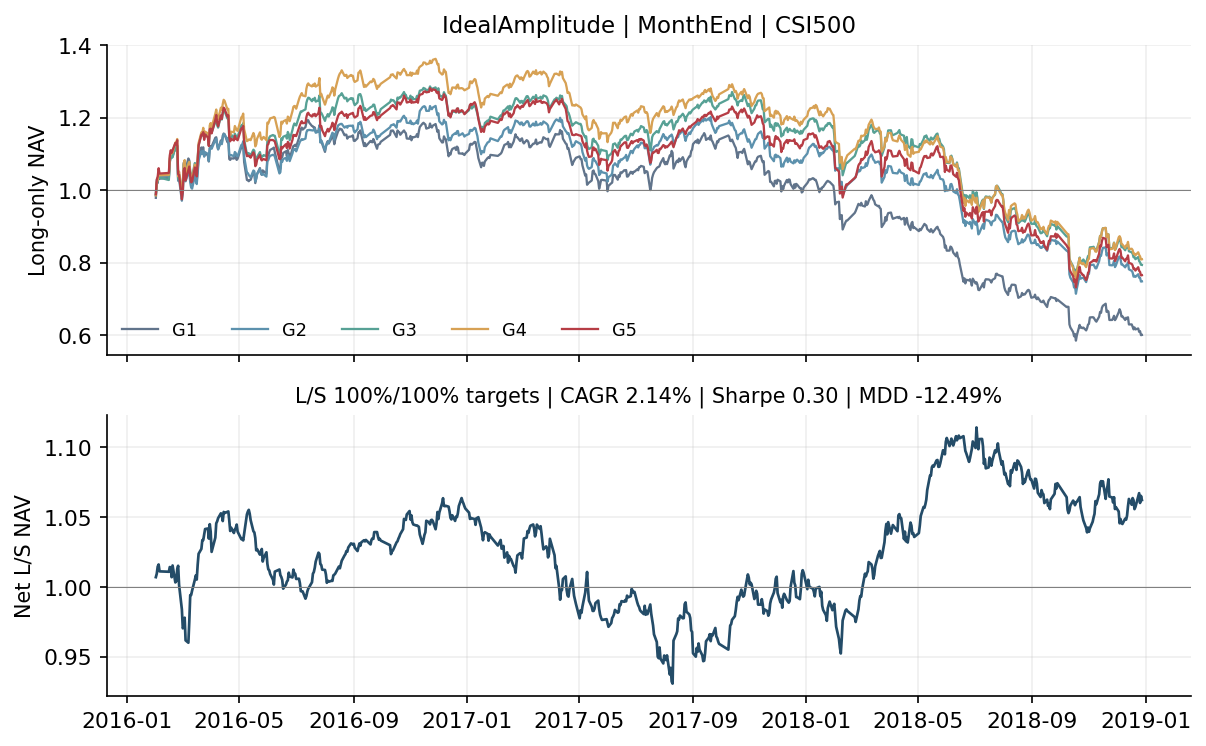 IdealAmplitude | MonthEnd | CSI500
Long-only NAV
1.4
1.2
1.0
0.8
0.6
G1 G2 G3 G4 G5
L/S 100%/100% targets | CAGR 2.14% | Sharpe 0.30 | MDD -12.49%
Net L/S NAV
1.10
1.05
1.00
0.95
2016-01 2016-05 2016-09 2017-01 2017-05 2017-09 2018-01 2018-05 2018-09 2019-01